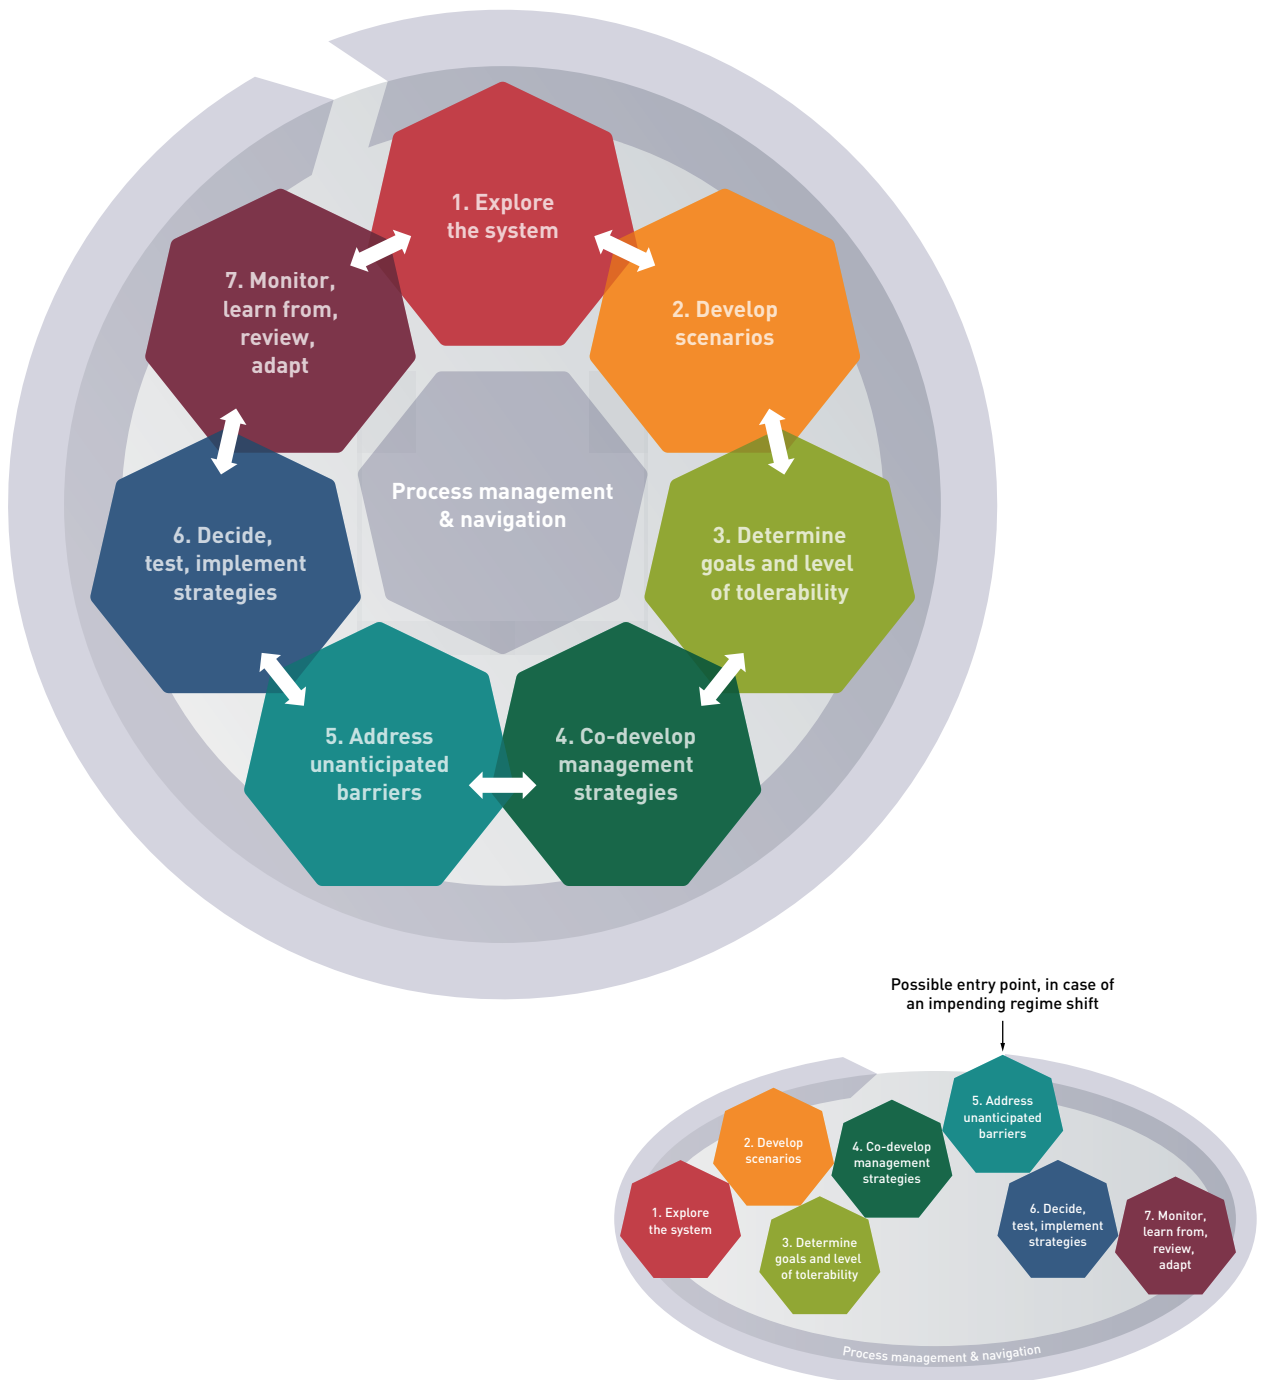 1. Explore
the system
2. Develop
scenarios
3. Determine
goals and level
of tolerability
4. Co-develop
management
strategies
5. Address
unanticipated
barriers
6. Decide,
test, implement
strategies
7. Monitor,
learn from,
review,
adapt
Process management
& navigation
Possible entry point, in case of
an impending regime shift
1. Explore
the system
2. Develop
scenarios
3. Determine
goals and level
of tolerability
4. Co-develop
management
strategies
5. Address
unanticipated
barriers
6. Decide,
test, implement
strategies
7. Monitor,
learn from,
review,
adapt
Process management & navigation